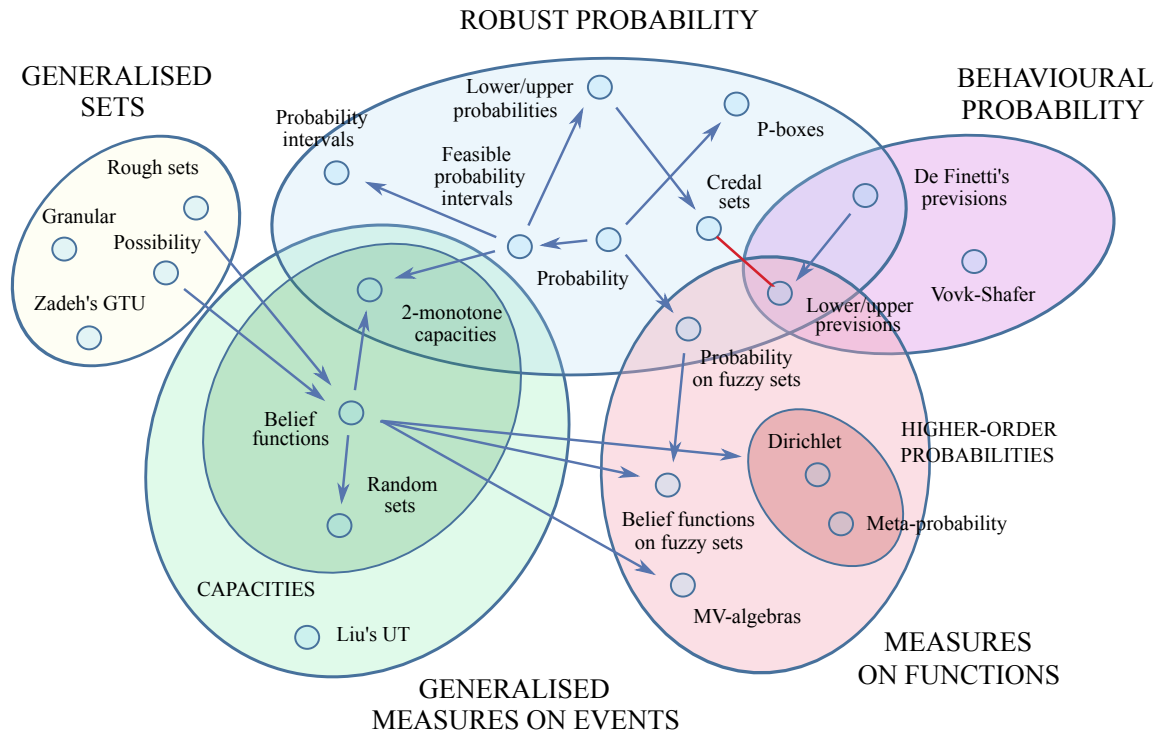 ROBUST PROBABILITY
GENERALISED
SETS
BEHAVIOURAL
PROBABILITY
Lower/upper
probabilities
Probability
intervals
P-boxes
Rough sets
Feasible
probability
intervals
Credal
sets
De Finetti's
previsions
Granular
Possibility
Probability
Zadeh's GTU
Vovk-Shafer
2-monotone
capacities
Lower/upper
previsions
Probability
on fuzzy sets
Belief
functions
Dirichlet
HIGHER-ORDER
PROBABILITIES
Random
sets
Belief functions
on fuzzy sets
Meta-probability
CAPACITIES
MV-algebras
Liu's UT
MEASURES
ON FUNCTIONS
GENERALISED
MEASURES ON EVENTS